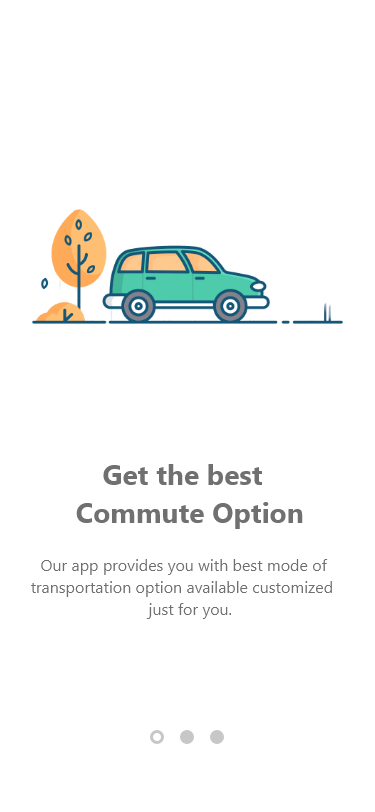 Get the best
Commute Option
Our app provides you with best mode of
transportation option available customized
just for you.